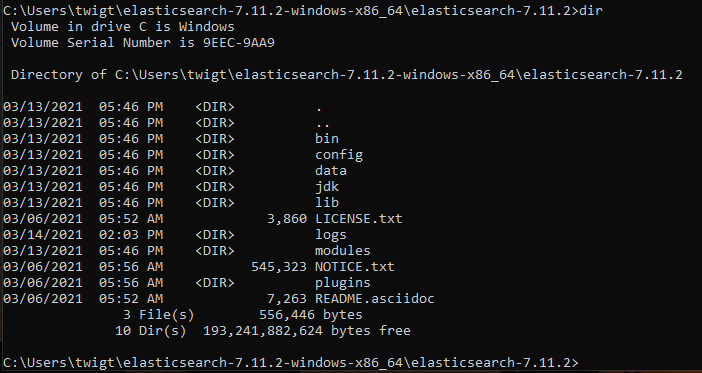 C:\Users\twigt\elasticsearch-7.11.2-windows-x86_64\elasticsearch-7.11.2>dir
 Volume in drive C is Windows
 Volume Serial Number is 9EEC-9AA9

 Directory of C:\Users\twigt\elasticsearch-7.11.2-windows-x86_64\elasticsearch-7.11.2

03/13/2021  05:46 PM    <DIR>          .
03/13/2021  05:46 PM    <DIR>          ..
03/13/2021  05:46 PM    <DIR>          bin
03/13/2021  05:46 PM    <DIR>          config
03/13/2021  05:46 PM    <DIR>          data
03/13/2021  05:46 PM    <DIR>          jdk
03/13/2021  05:46 PM    <DIR>          lib
03/06/2021  05:52 AM             3,860 LICENSE.txt
03/14/2021  02:03 PM    <DIR>          logs
03/13/2021  05:46 PM    <DIR>          modules
03/06/2021  05:56 AM           545,323 NOTICE.txt
03/06/2021  05:56 AM    <DIR>          plugins
03/06/2021  05:52 AM             7,263 README.asciidoc
               3 File(s)        556,446 bytes
              10 Dir(s)  193,241,882,624 bytes free

C:\Users\twigt\elasticsearch-7.11.2-windows-x86_64\elasticsearch-7.11.2>